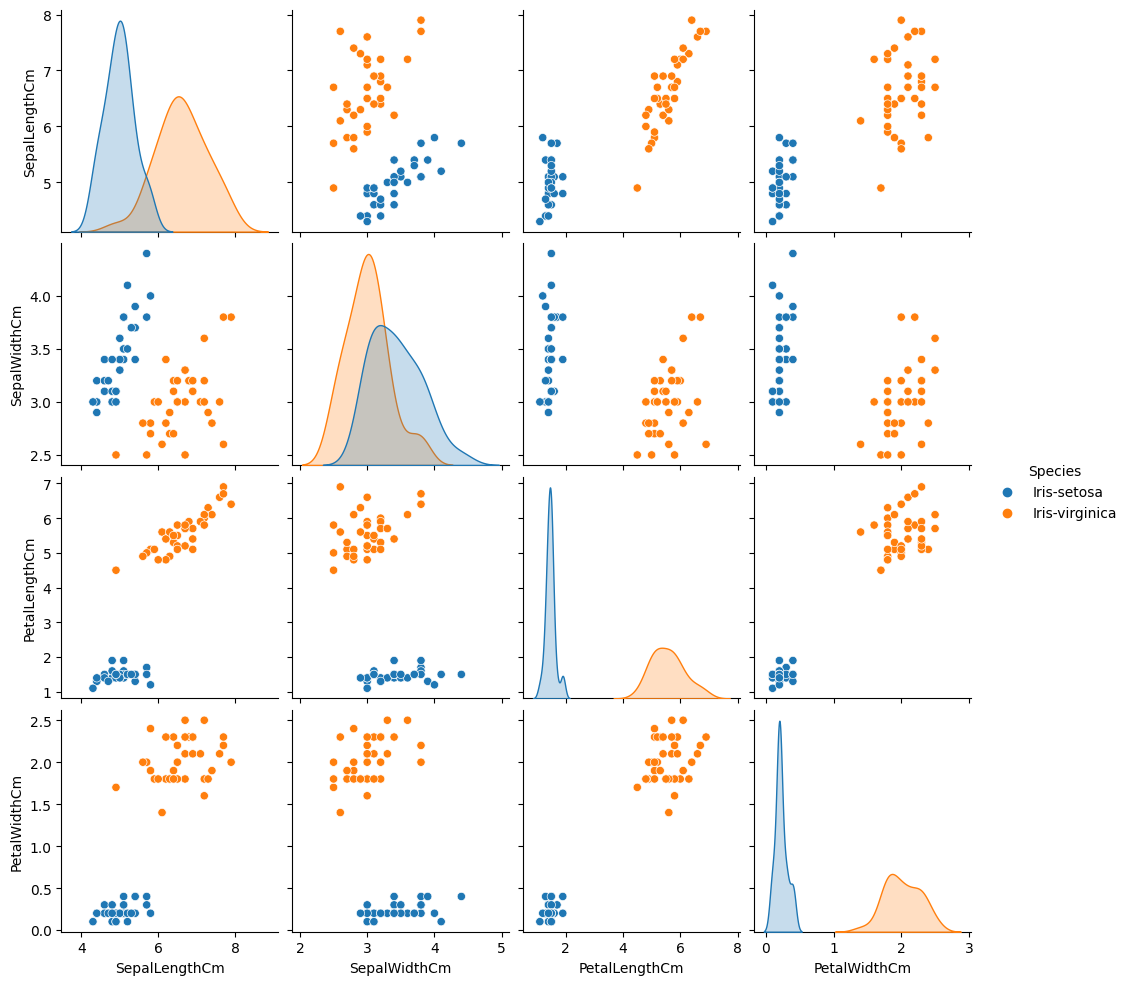 SepalLengthCm
8
7
6
5
SepalWidthCm
4.0
3.5
3.0
2.5
PetalLengthCm
7
6
5
4
3
2
1
PetalWidthCm
2.5
2.0
1.5
1.0
0.5
0.0
4 6 8
SepalLengthCm
2 3 4 5
SepalWidthCm
2 4 6 8
PetalLengthCm
0 1 2 3
PetalWidthCm
Species
Iris-setosa
Iris-virginica